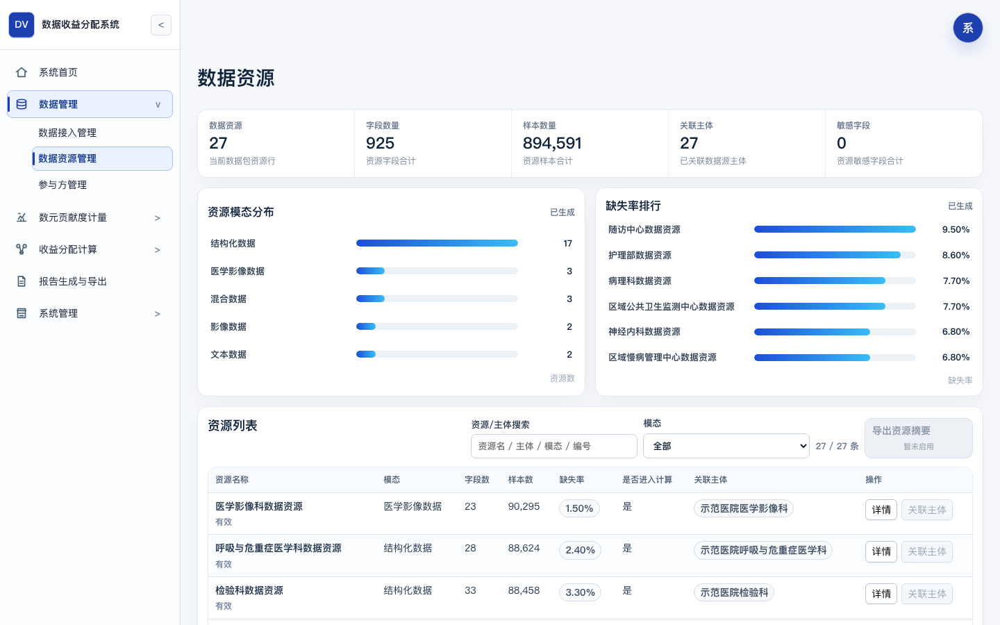 DV 数据收益分配系统 <
系
系统首页
数据管理 v
数据接入管理
数据资源管理
参与方管理
数元贡献度计量 >
收益分配计算 >
报告生成与导出
系统管理 >
数据资源
数据资源
27
当前数据包资源行
字段数量
925
资源字段合计
样本数量
894,591
资源样本合计
关联主体
27
已关联数据源主体
敏感字段
0
资源敏感字段合计
资源模态分布 已生成
结构化数据 17
医学影像数据 3
混合数据 3
影像数据 2
文本数据 2
资源数
缺失率排行 已生成
随访中心数据资源 9.50%
护理部数据资源 8.60%
病理科数据资源 7.70%
区域公共卫生监测中心数据资源 7.70%
神经内科数据资源 6.80%
区域慢病管理中心数据资源 6.80%
缺失率
资源列表
资源/主体搜索
资源名 / 主体 / 模态 / 编号
模态
全部
27 / 27 条
导出资源摘要
暂未启用
资源名称 模态 字段数 样本数 缺失率 是否进入计算 关联主体 操作
医学影像科数据资源 医学影像数据 23 90,295 1.50% 是 示范医院医学影像科 详情 关联主体
有效
呼吸与危重症医学科数据资源 结构化数据 28 88,624 2.40% 是 示范医院呼吸与危重症医学科 详情 关联主体
有效
检验科数据资源 结构化数据 33 88,458 3.30% 是 示范医院检验科 详情 关联主体
有效